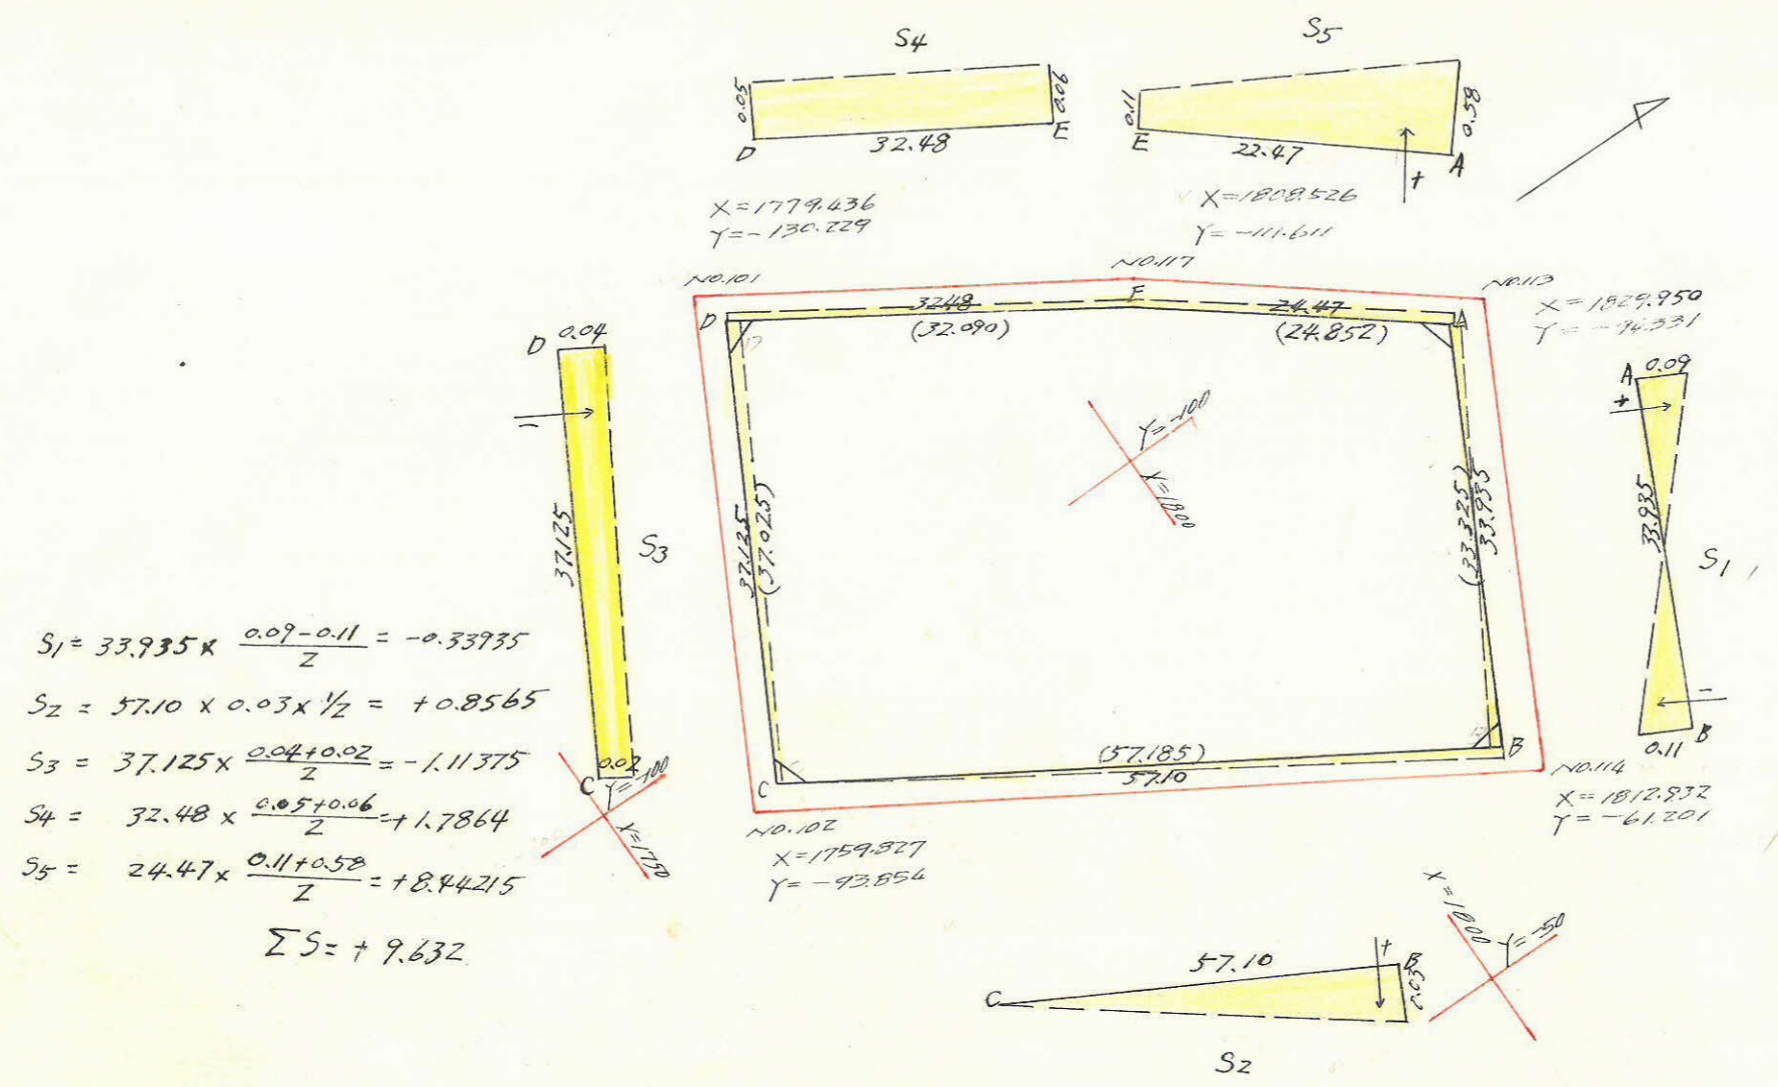 S4
S5
0.05
0.06
D
32.48
E
0.11
E
22.47
0.58
A
+
X=1779.436
Y=-130.229
X=1808.526
Y=-111.611
NO.101
NO.117
NO.113
X=1829.950
Y=-94.331
D
3248
(32.090)
E
24.47
(24.852)
A
D 0.04
-
37.125
S3
0.02
C
37.125
(37.025)
Y=-100
X=1800
(33.325)
33.935
A 0.09
+
33.935
S1
-
0.11 B
C
(57.185)
57.10
B
NO.102
X=1759.827
Y=-93.854
NO.114
X=1812.932
Y=-61.201
Y=-100
X=1750
S1= 33.935 x (0.09-0.11)/2 = -0.33935
S2 = 57.10 x 0.03 x 1/2 = +0.8565
S3 = 37.125 x (0.04+0.02)/2 = -1.11375
S4 = 32.48 x (0.05+0.06)/2 = +1.7864
S5 = 24.47 x (0.11+0.58)/2 = +8.44215
ΣS= + 9.632
57.10
C
+
B
0.03
S2
X=1800
Y=-50